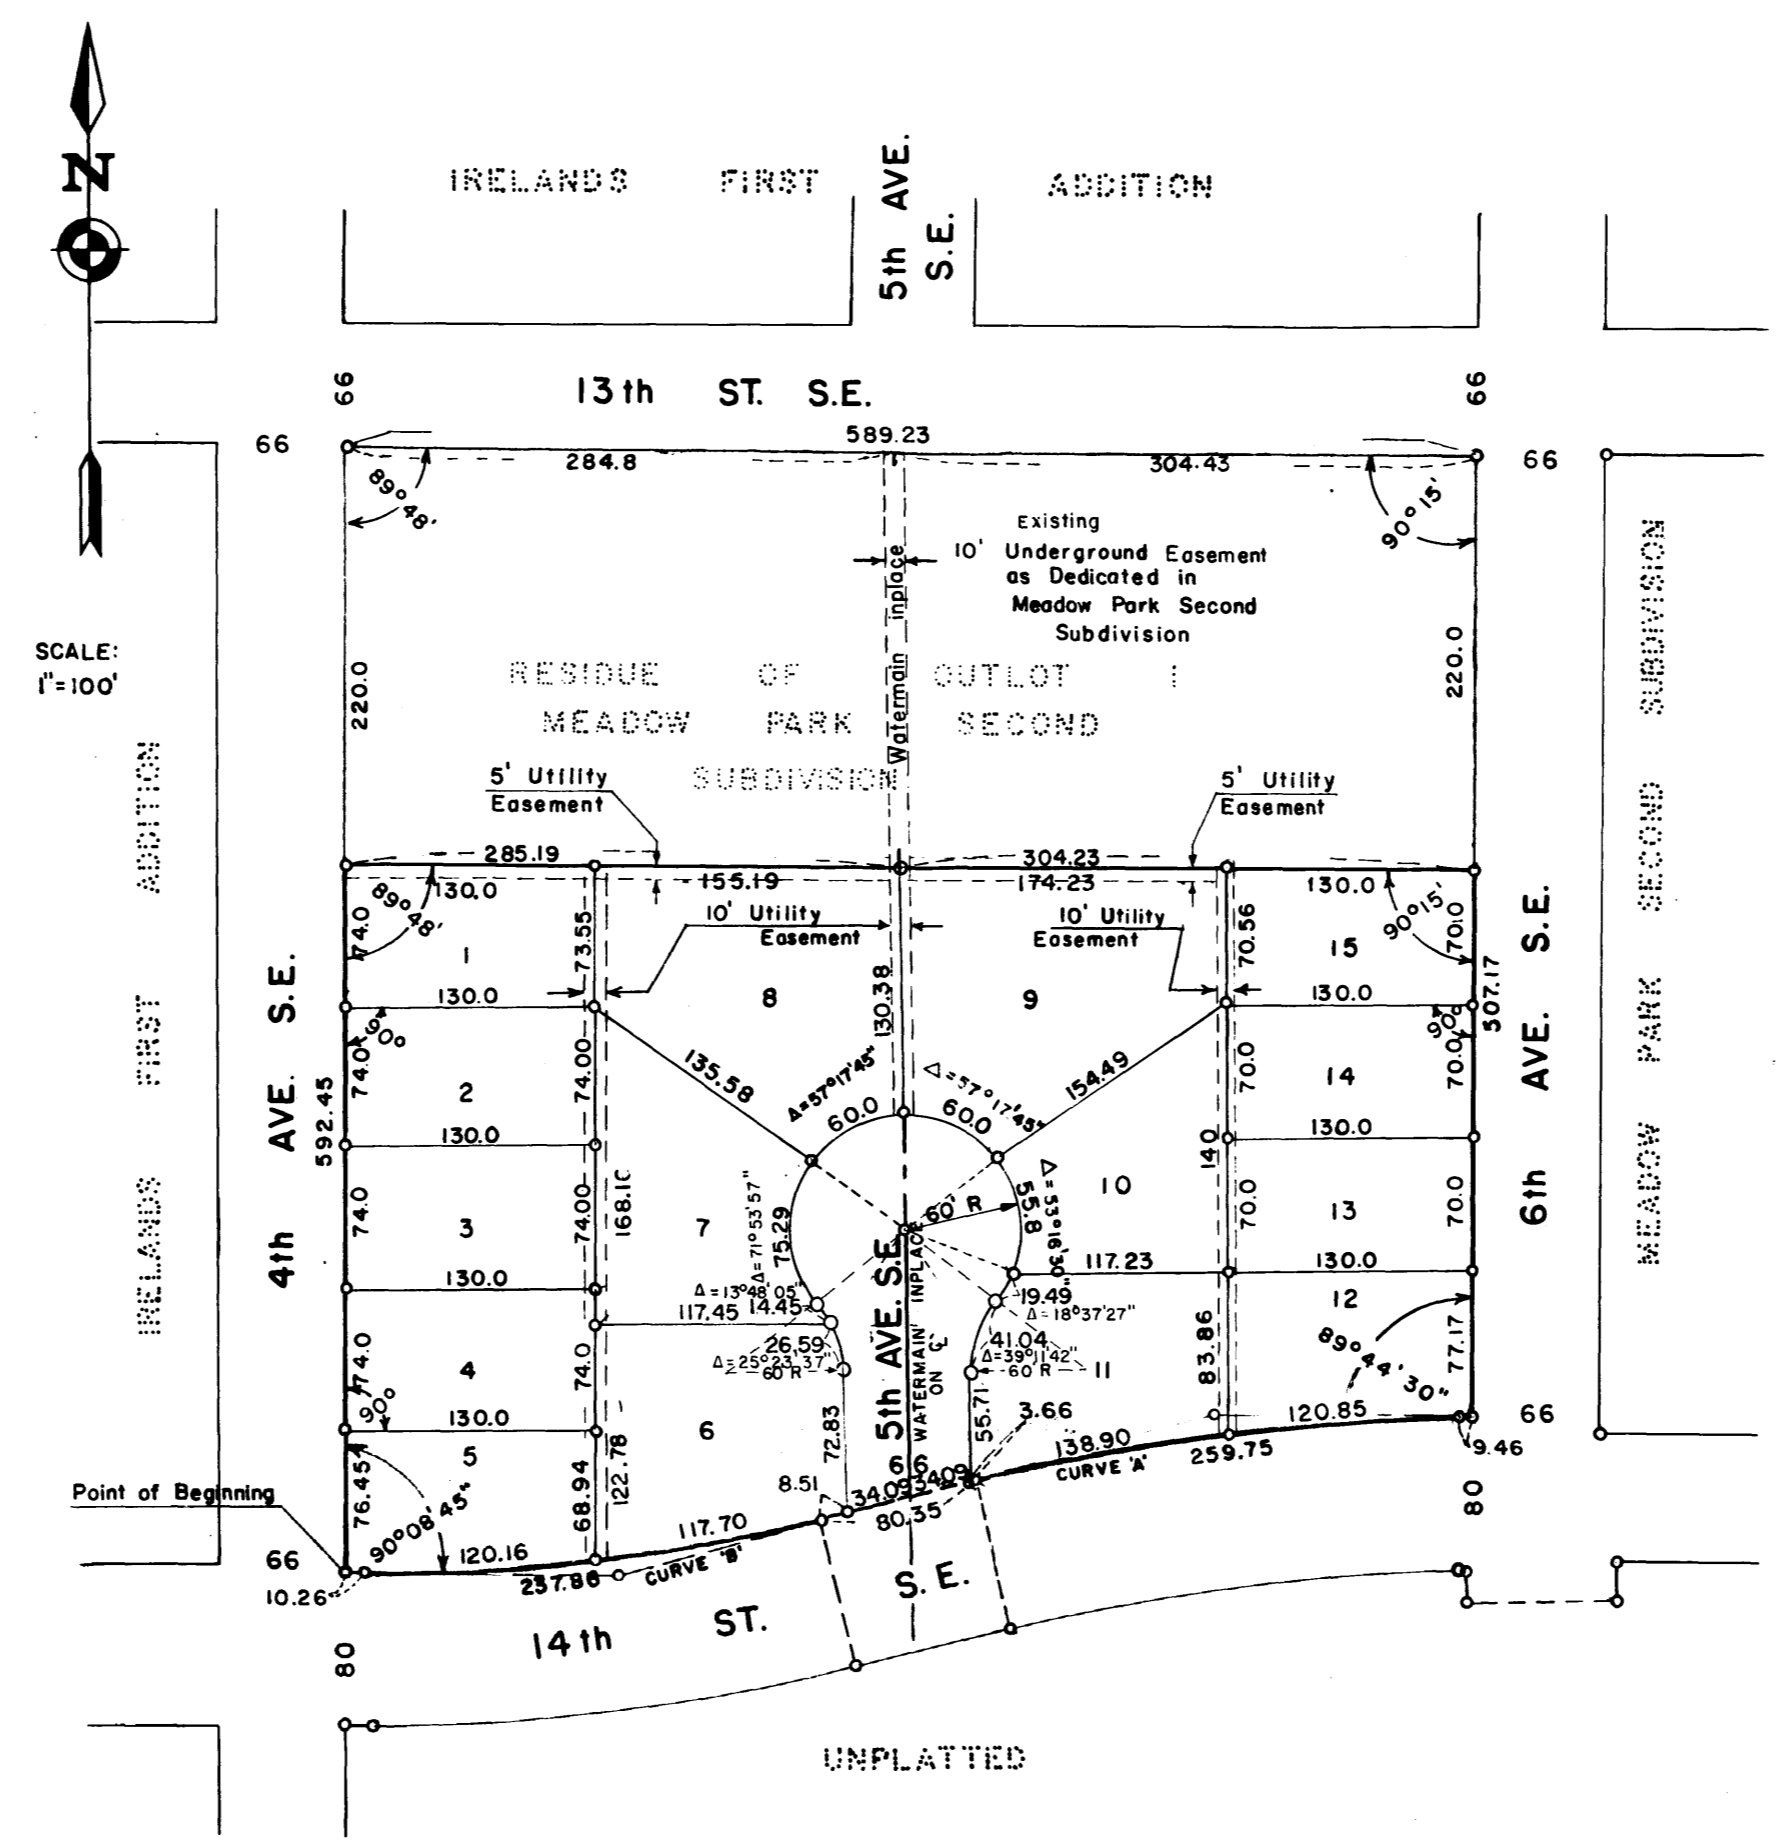 N
IRELANDS FIRST ADDITION
5th AVE.
S.E.
66
13th ST. S.E.
66
66
589.23
66
284.8
304.43
89° 48'
90° 15'
Existing
10' Underground Easement
as Dedicated in
Meadow Park Second
Subdivision
Watermain inplace
SCALE:
1"=100'
220.0
220.0
RESIDUE OF OUTLOT 1
MEADOW PARK SECOND
SUBDIVISION
5' Utility
Easement
5' Utility
Easement
IRELANDS FIRST ADDITION
MEADOW PARK SECOND SUBDIVISION
285.19
304.23
130.0
155.19
174.23
130.0
89° 48'
90° 15'
74.0
73.55
10' Utility
Easement
10' Utility
Easement
70.56
70.0
1
15
8
9
130.0
130.0
130.38
90°
90°
507.17
4th AVE. S.E.
6th AVE. S.E.
592.45
74.0
74.00
2
135.58
154.49
Δ=57°17'45"
Δ=57°17'45"
60.0
60.0
70.0
14
70.0
130.0
130.0
140
168.10
10
74.0
3
74.00
7
75.29
Δ=71°53'57"
60' R
55.8
70.0
13
70.0
130.0
117.23
130.0
Δ=13°48'05"
14.45
117.45
19.49
Δ=18°37'27"
12
26.59
Δ=25°23'37"
60' R
41.04
Δ=39°11'42"
60' R
11
74.0
4
74.0
83.86
89° 44' 30"
77.17
5th AVE. S.E.
WATERMAIN INPLACE
ON ℄
90°
130.0
6
72.83
55.71
3.66
120.85
66
5
138.90
259.75
9.46
CURVE 'A'
76.45
68.94
122.78
66
34.09
34.09
8.51
80.35
Point of Beginning
90°08'45"
117.70
120.16
66
237.86
CURVE 'B'
10.26
80
S. E.
14th ST.
80
UNPLATTED